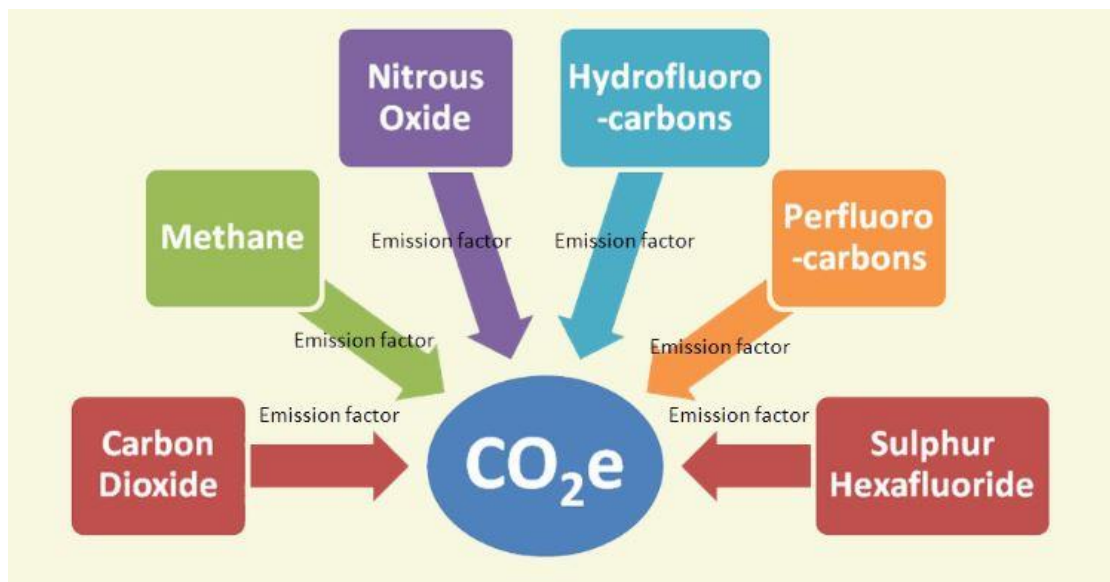 Nitrous
Oxide
Hydrofluoro
-carbons
Methane
Perfluoro
-carbons
Emission factor
Emission factor
Emission factor
Emission factor
Emission factor
Emission factor
Carbon
Dioxide
CO₂e
Sulphur
Hexafluoride